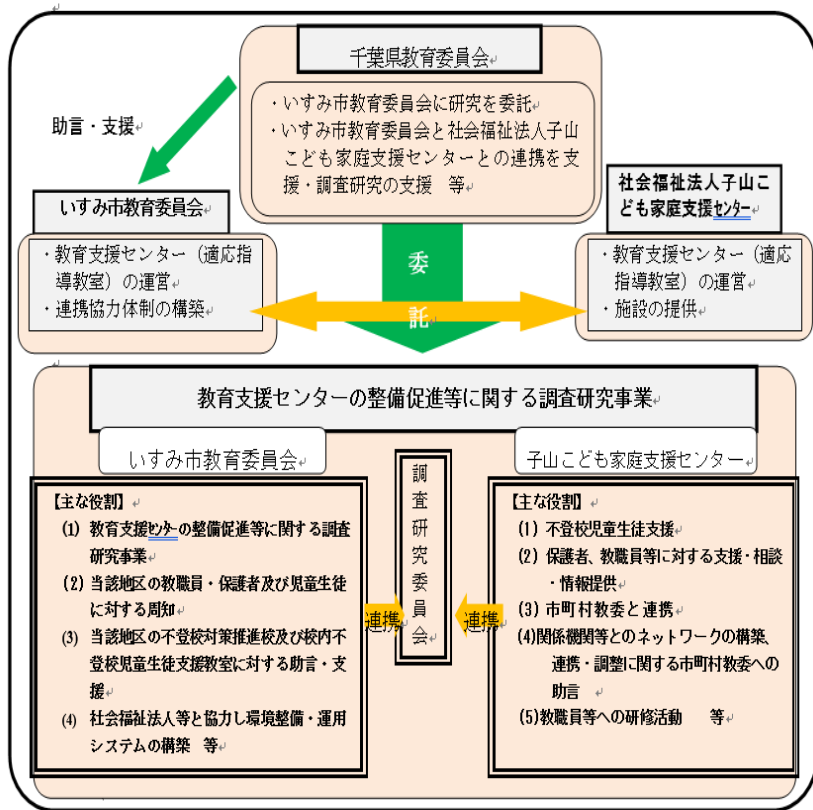 千葉県教育委員会
・いすみ市教育委員会に研究を委託
・いすみ市教育委員会と社会福祉法人子山
こども家庭支援センターとの連携を支
援・調査研究の支援　等
助言・支援
いすみ市教育委員会
・教育支援センター（適応指
導教室）の運営
・連携協力体制の構築
社会福祉法人子山こ
ども家庭支援センター
・教育支援センター（適応
指導教室）の運営
・施設の提供
委
託
教育支援センターの整備促進等に関する調査研究事業
いすみ市教育委員会
【主な役割】
(1) 教育支援センターの整備促進等に関する調査
研究事業
(2) 当該地区の教職員・保護者及び児童生徒
に対する周知
(3) 当該地区の不登校対策推進校及び校内不
登校児童生徒支援教室に対する助言・支
援
(4) 社会福祉法人等と協力し環境整備・運用
システムの構築　等
連携
調
査
研
究
委
員
会
連携
子山こども家庭支援センター
【主な役割】
(1) 不登校児童生徒支援
(2) 保護者、教職員等に対する支援・相談
・情報提供
(3) 市町村教委と連携
(4)関係機関等とのネットワークの構築、
連携・調整に関する市町村教委への
助言
(5)教職員等への研修活動　　等